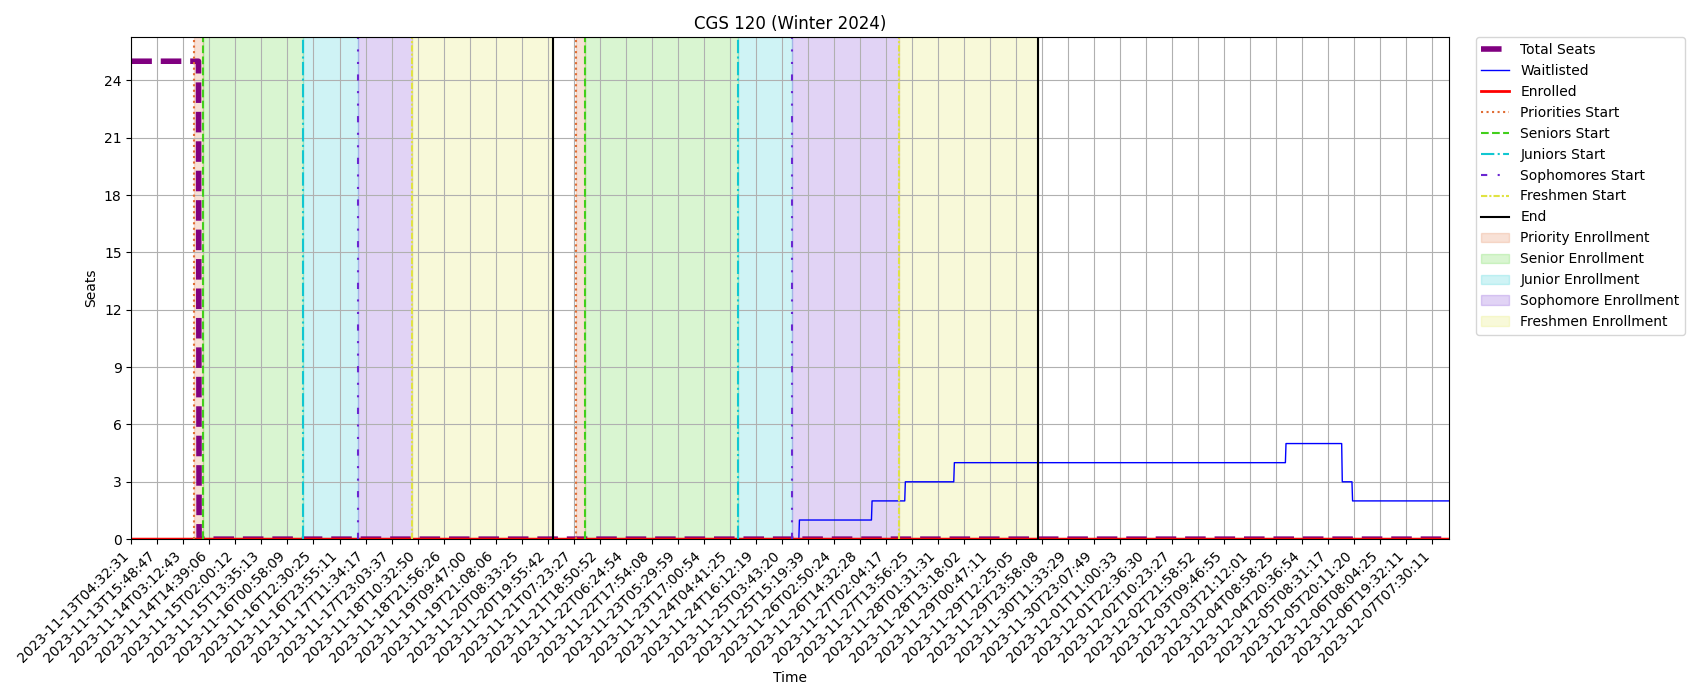 CGS 120 (Winter 2024)
Seats
24
21
18
15
12
9
6
3
0
2023-11-13T04:32:31
2023-11-13T15:48:47
2023-11-14T03:12:43
2023-11-14T14:39:06
2023-11-15T02:00:12
2023-11-15T13:35:13
2023-11-16T00:58:09
2023-11-16T12:30:25
2023-11-16T23:55:11
2023-11-17T11:34:17
2023-11-17T23:03:37
2023-11-18T10:32:50
2023-11-18T21:56:26
2023-11-19T09:47:00
2023-11-19T21:08:06
2023-11-20T08:33:25
2023-11-20T19:55:42
2023-11-21T07:23:27
2023-11-21T18:50:52
2023-11-22T06:24:54
2023-11-22T17:54:08
2023-11-23T05:29:59
2023-11-23T17:00:54
2023-11-24T04:41:25
2023-11-24T16:12:19
2023-11-25T03:43:20
2023-11-25T15:19:39
2023-11-26T02:50:24
2023-11-26T14:32:28
2023-11-27T02:04:17
2023-11-27T13:56:25
2023-11-28T01:31:31
2023-11-28T13:18:02
2023-11-29T00:47:11
2023-11-29T12:25:05
2023-11-29T23:58:08
2023-11-30T11:33:29
2023-11-30T23:07:49
2023-12-01T11:00:33
2023-12-01T22:36:30
2023-12-02T10:23:27
2023-12-02T21:58:52
2023-12-03T09:46:55
2023-12-03T21:12:01
2023-12-04T08:58:25
2023-12-04T20:36:54
2023-12-05T08:31:17
2023-12-05T20:11:20
2023-12-06T08:04:25
2023-12-06T19:32:11
2023-12-07T07:30:11
Time
Total Seats
Waitlisted
Enrolled
Priorities Start
Seniors Start
Juniors Start
Sophomores Start
Freshmen Start
End
Priority Enrollment
Senior Enrollment
Junior Enrollment
Sophomore Enrollment
Freshmen Enrollment